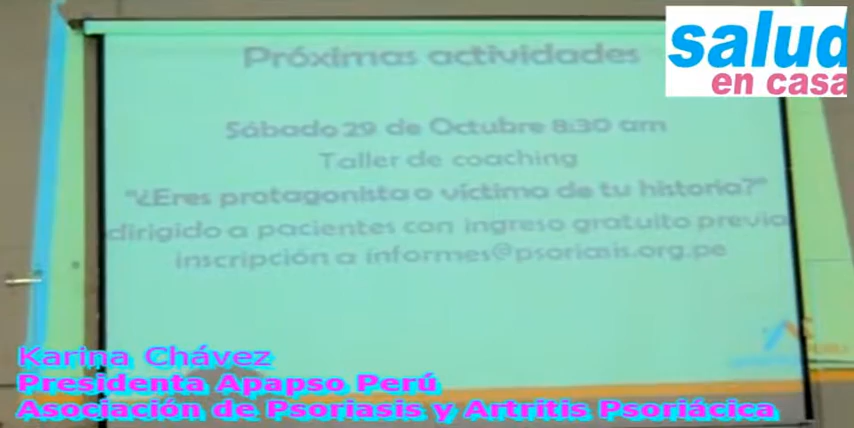 salud
en casa
Próximas actividades
Sábado 29 de Octubre 8:30 am
Taller de coaching
"¿Eres protagonista o víctima de tu historia?"
dirigido a pacientes con ingreso gratuito previa
inscripción a informes@psoriasis.org.pe
Karina Chávez
Presidenta Apapso Perú
Asociación de Psoriasis y Artritis Psoriácica